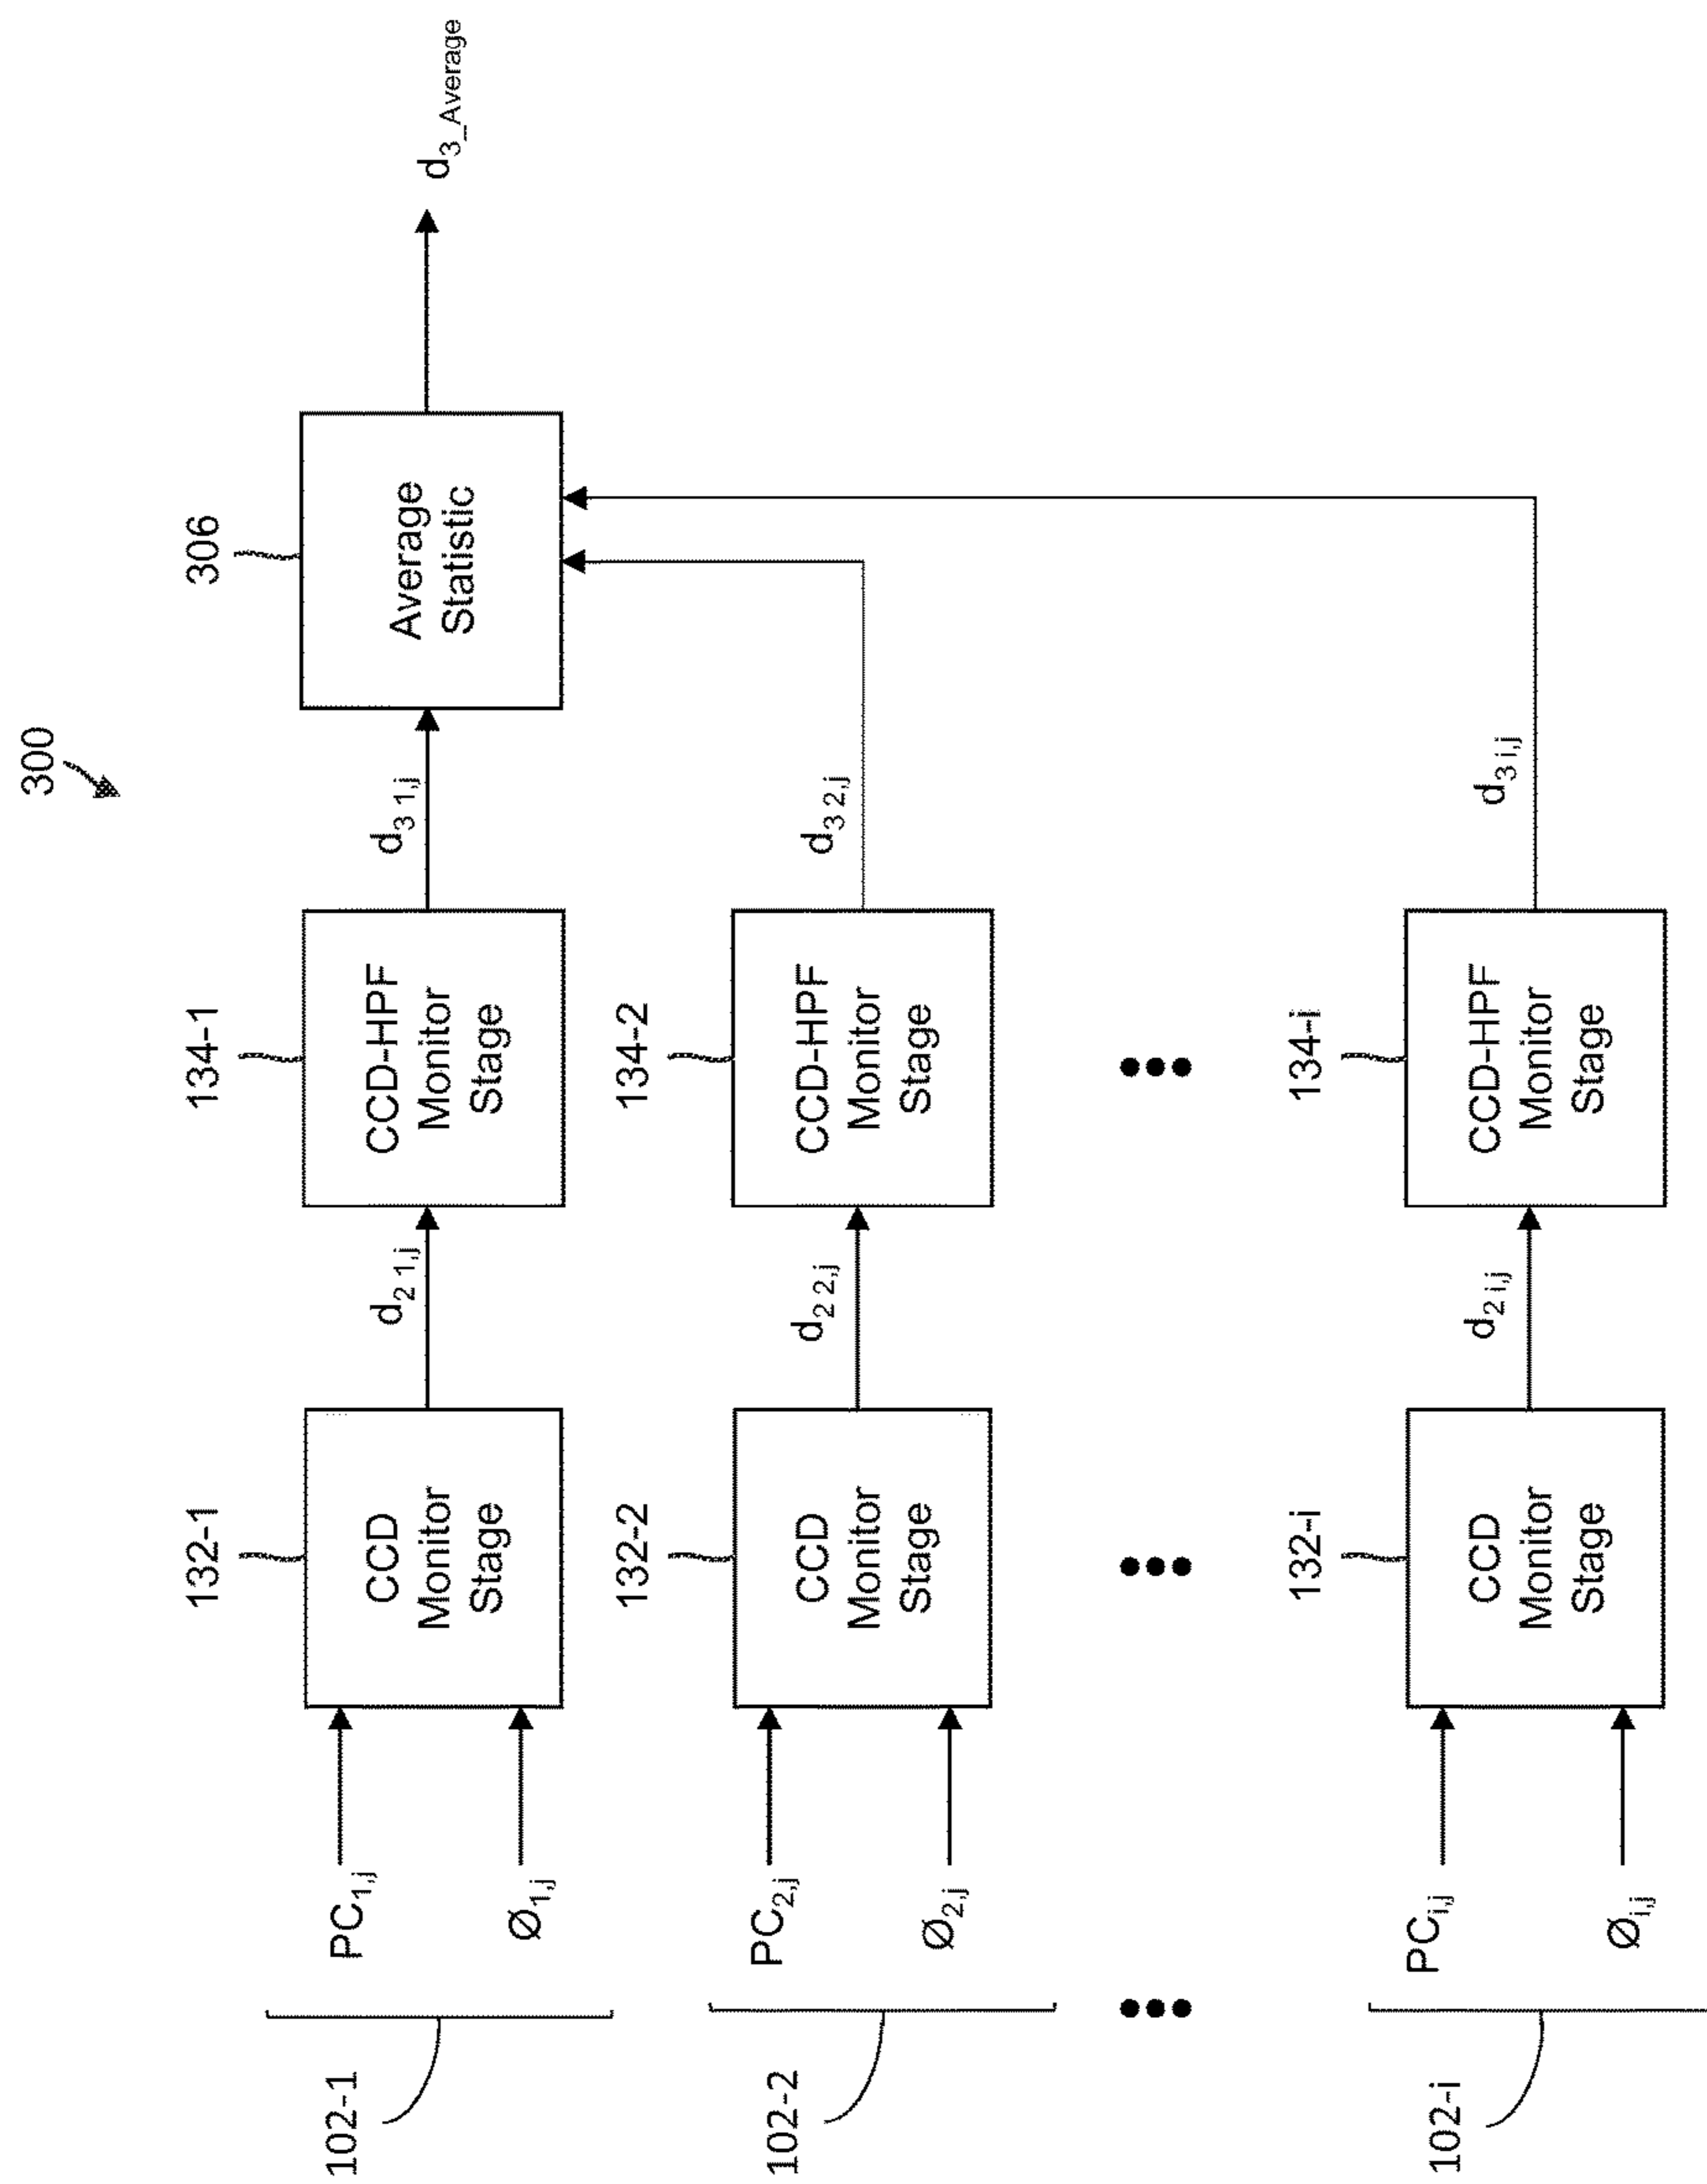 300
102-1
PC1,j
Ø1,j
132-1
CCD
Monitor
Stage
d2 1,j
134-1
CCD-HPF
Monitor
Stage
d3 1,j
306
Average
Statistic
d3_Average
102-2
PC2,j
Ø2,j
132-2
CCD
Monitor
Stage
d2 2,j
134-2
CCD-HPF
Monitor
Stage
d3 2,j
102-i
PCi,j
Øi,j
132-i
CCD
Monitor
Stage
d2 i,j
134-i
CCD-HPF
Monitor
Stage
d3 i,j